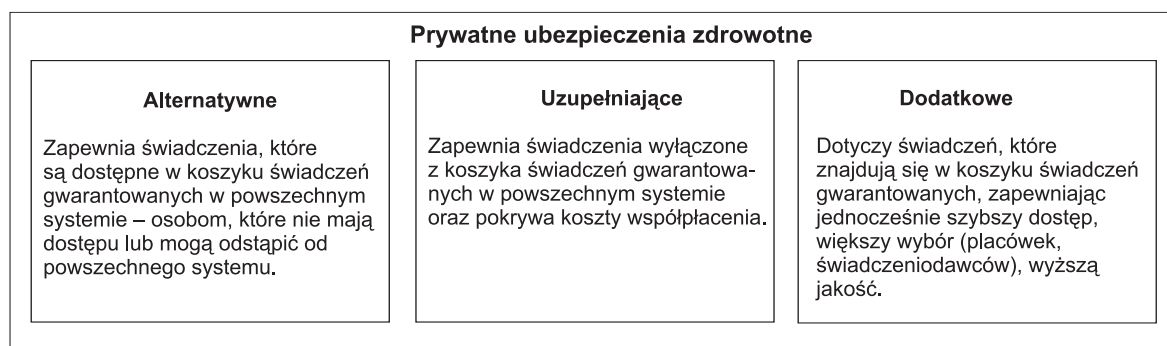 Prywatne ubezpieczenia zdrowotne
Alternatywne
Zapewnia świadczenia, które
są dostępne w koszyku świadczeń
gwarantowanych w powszechnym
systemie – osobom, które nie mają
dostępu lub mogą odstąpić od
powszechnego systemu.
Uzupełniające
Zapewnia świadczenia wyłączone
z koszyka świadczeń gwarantowa-
nych w powszechnym systemie
oraz pokrywa koszty współpłacenia.
Dodatkowe
Dotyczy świadczeń, które
znajdują się w koszyku świadczeń
gwarantowanych, zapewniając
jednocześnie szybszy dostęp,
większy wybór (placówek,
świadczeniodawców), wyższą
jakość.